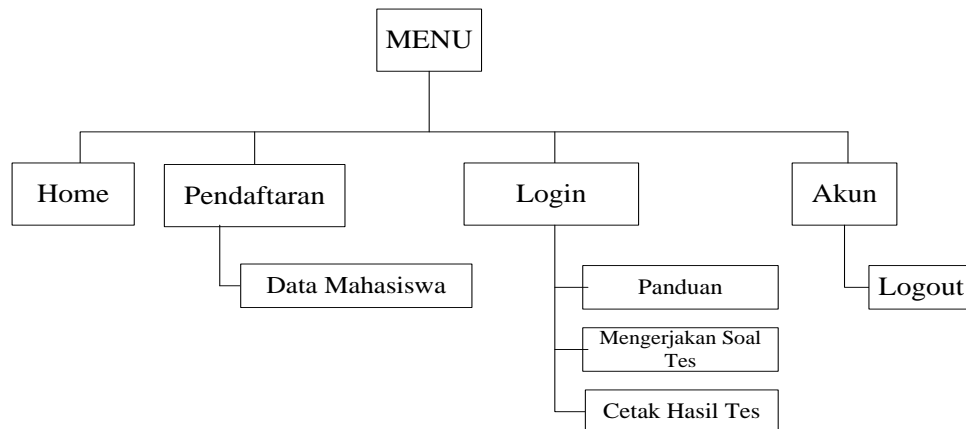 MENU
Home
Pendaftaran
Login
Akun
Data Mahasiswa
Panduan
Logout
Mengerjakan Soal
Tes
Cetak Hasil Tes